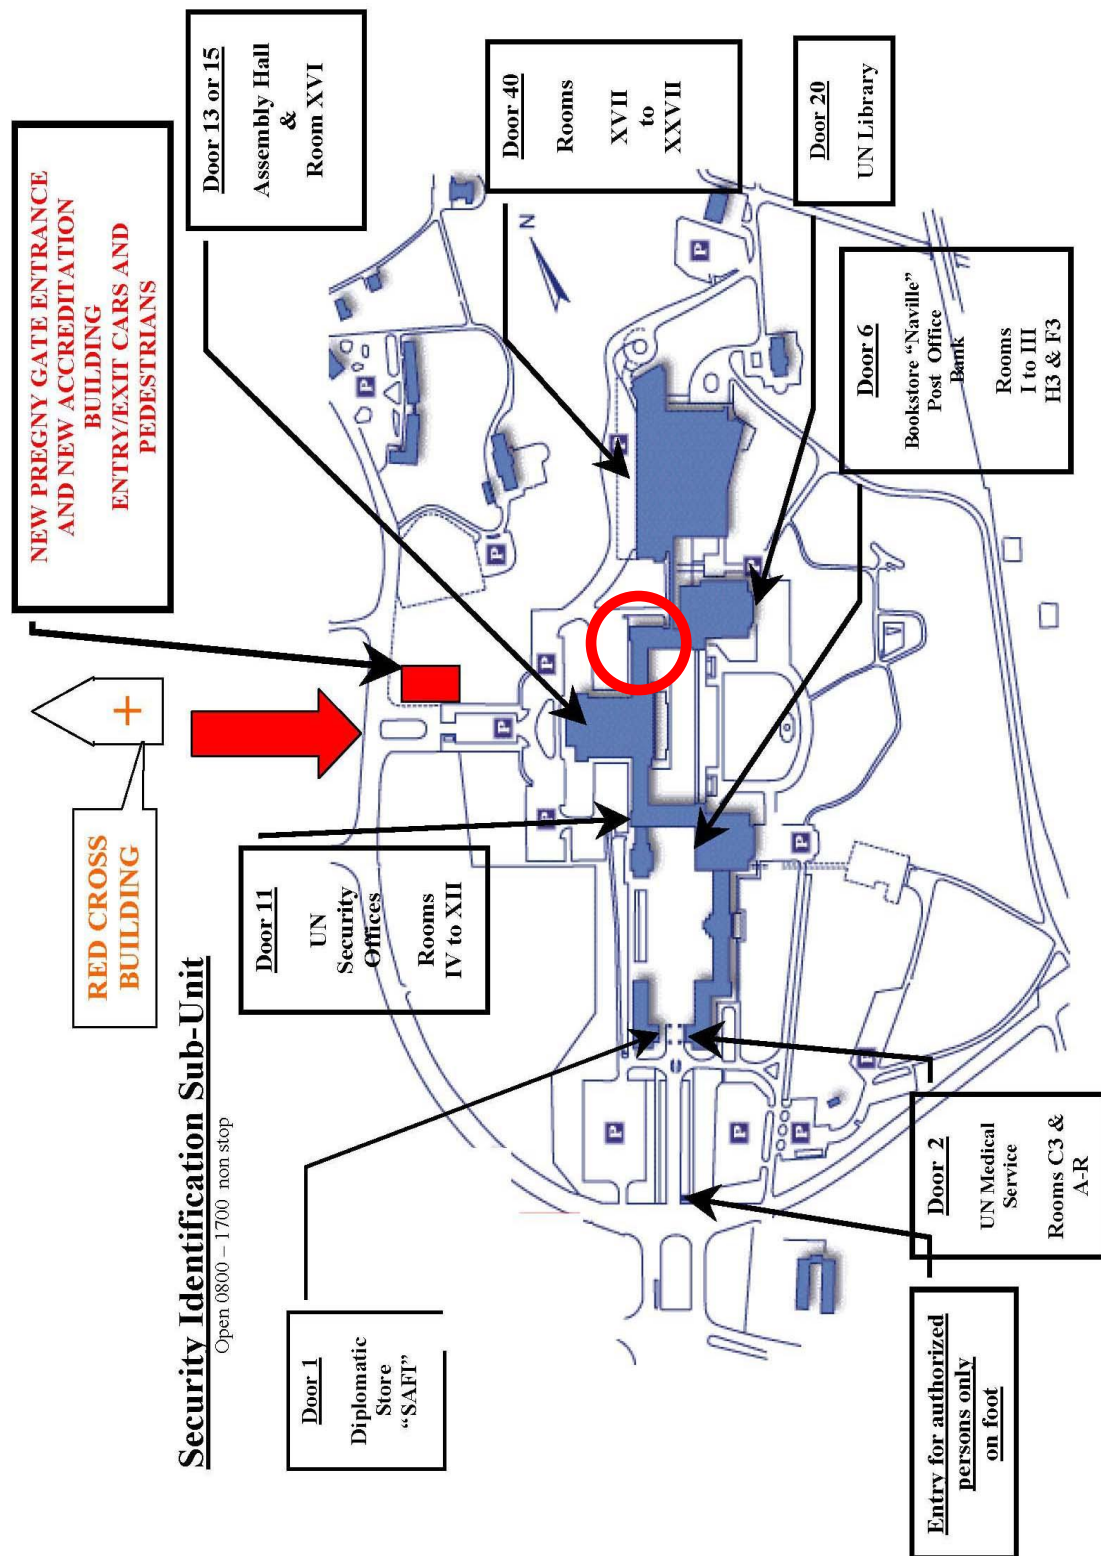 Security Identification Sub-Unit
Open 0800 – 1700 non stop
RED CROSS
BUILDING
NEW PREGNY GATE ENTRANCE
AND NEW ACCREDITATION
BUILDING
ENTRY/EXIT CARS AND
PEDESTRIANS
Door 1
Diplomatic
Store
“SAFI”
Door 11
UN
Security
Offices
Rooms
IV to XII
Door 13 or 15
Assembly Hall
&
Room XVI
Door 40
Rooms
XVII
to
XXVII
Door 20
UN Library
Door 6
Bookstore “Naville”
Post Office
Bank
Rooms
I to III
H3 & F3
Door 2
UN Medical
Service
Rooms C3 &
A-R
Entry for authorized
persons only
on foot
N
P
P
P
P
P
P
P
P
P
P
P
P
P